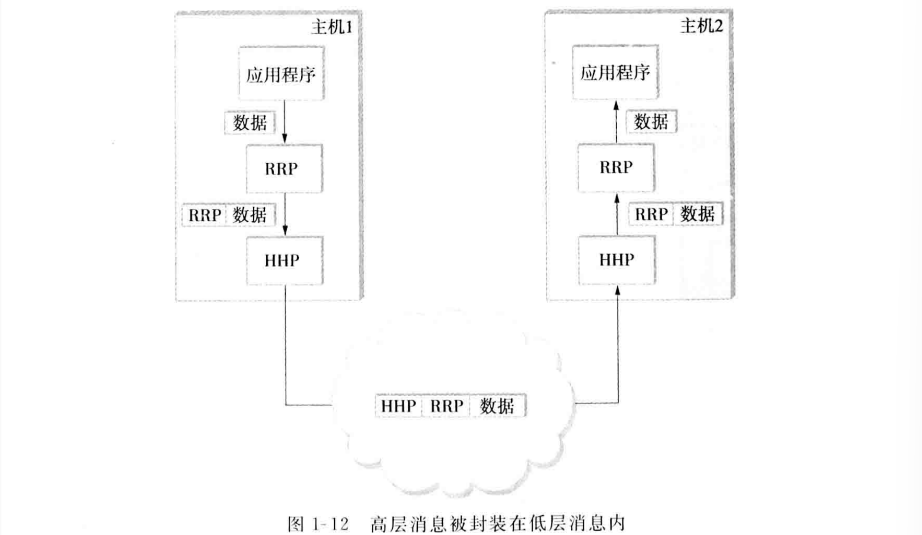 主机1
应用程序
数据
RRP
RRP 数据
HHP
主机2
应用程序
数据
RRP
RRP 数据
HHP
HHP RRP 数据
图 1-12 高层消息被封装在低层消息内